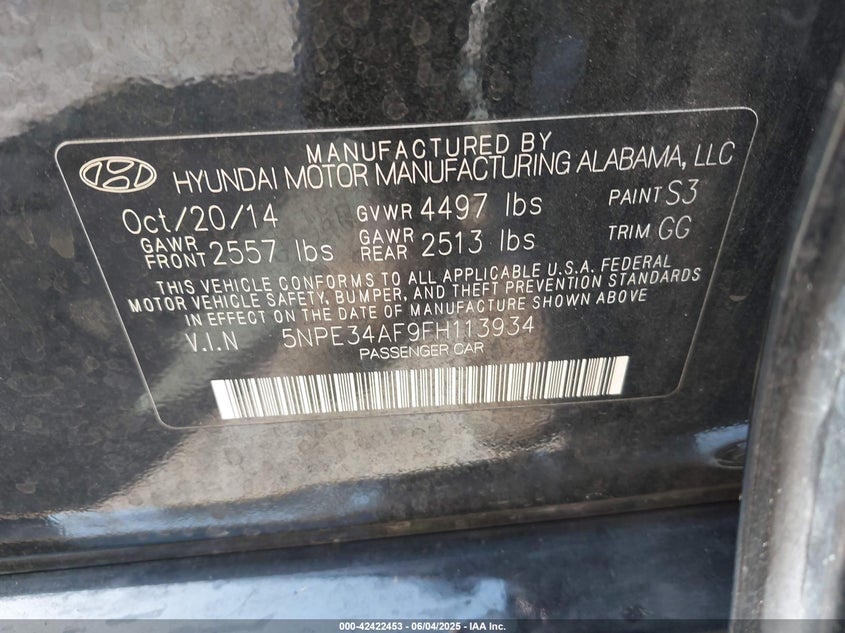 MANUFACTURED BY
HYUNDAI MOTOR MANUFACTURING ALABAMA, LLC
Oct/20/14 GVWR 4497 lbs PAINT S3
GAWR FRONT 2557 lbs GAWR REAR 2513 lbs TRIM GG
THIS VEHICLE CONFORMS TO ALL APPLICABLE U.S.A. FEDERAL
MOTOR VEHICLE SAFETY, BUMPER, AND THEFT PREVENTION STANDARDS
IN EFFECT ON THE DATE OF MANUFACTURE SHOWN ABOVE
V.I.N 5NPE34AF9FH113934
PASSENGER CAR
000-42422453 - 06/04/2025 - IAA Inc.